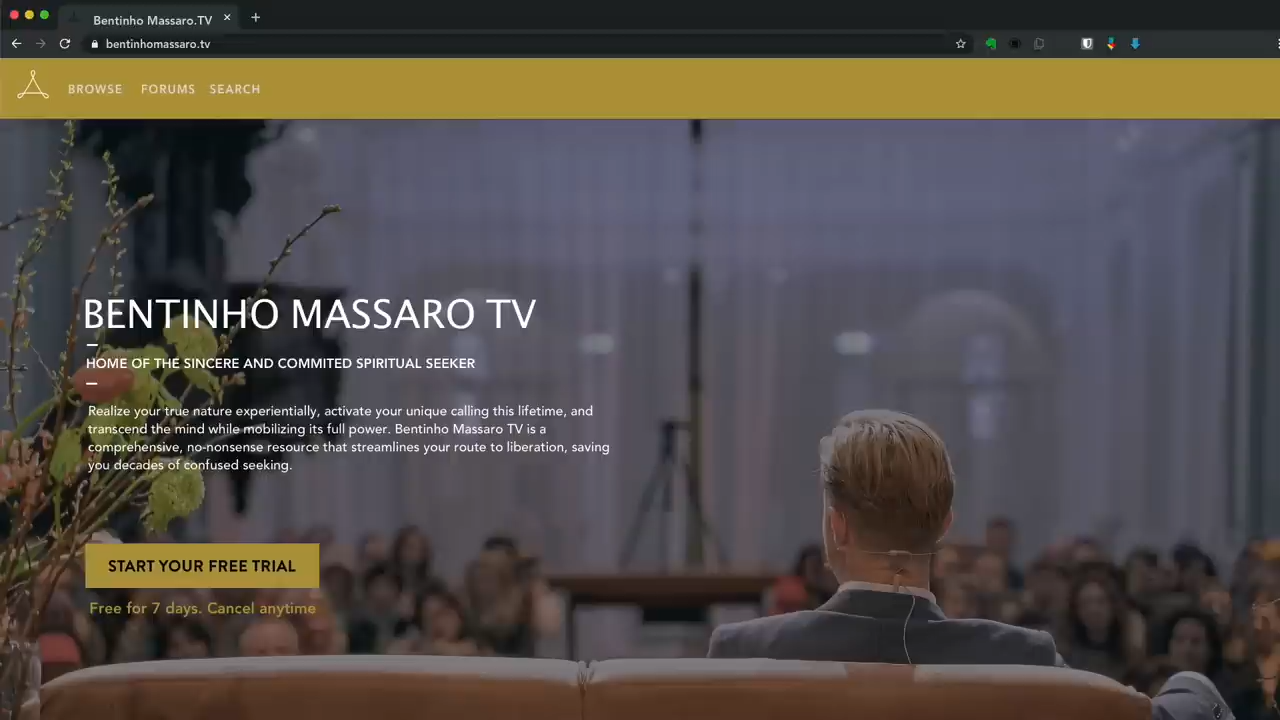 Bentinho Massaro.TV
bentinhomassaro.tv
BROWSE FORUMS SEARCH
BENTINHO MASSARO TV
HOME OF THE SINCERE AND COMMITED SPIRITUAL SEEKER
Realize your true nature experientially, activate your unique calling this lifetime, and
transcend the mind while mobilizing its full power. Bentinho Massaro TV is a
comprehensive, no-nonsense resource that streamlines your route to liberation, saving
you decades of confused seeking.
START YOUR FREE TRIAL
Free for 7 days. Cancel anytime